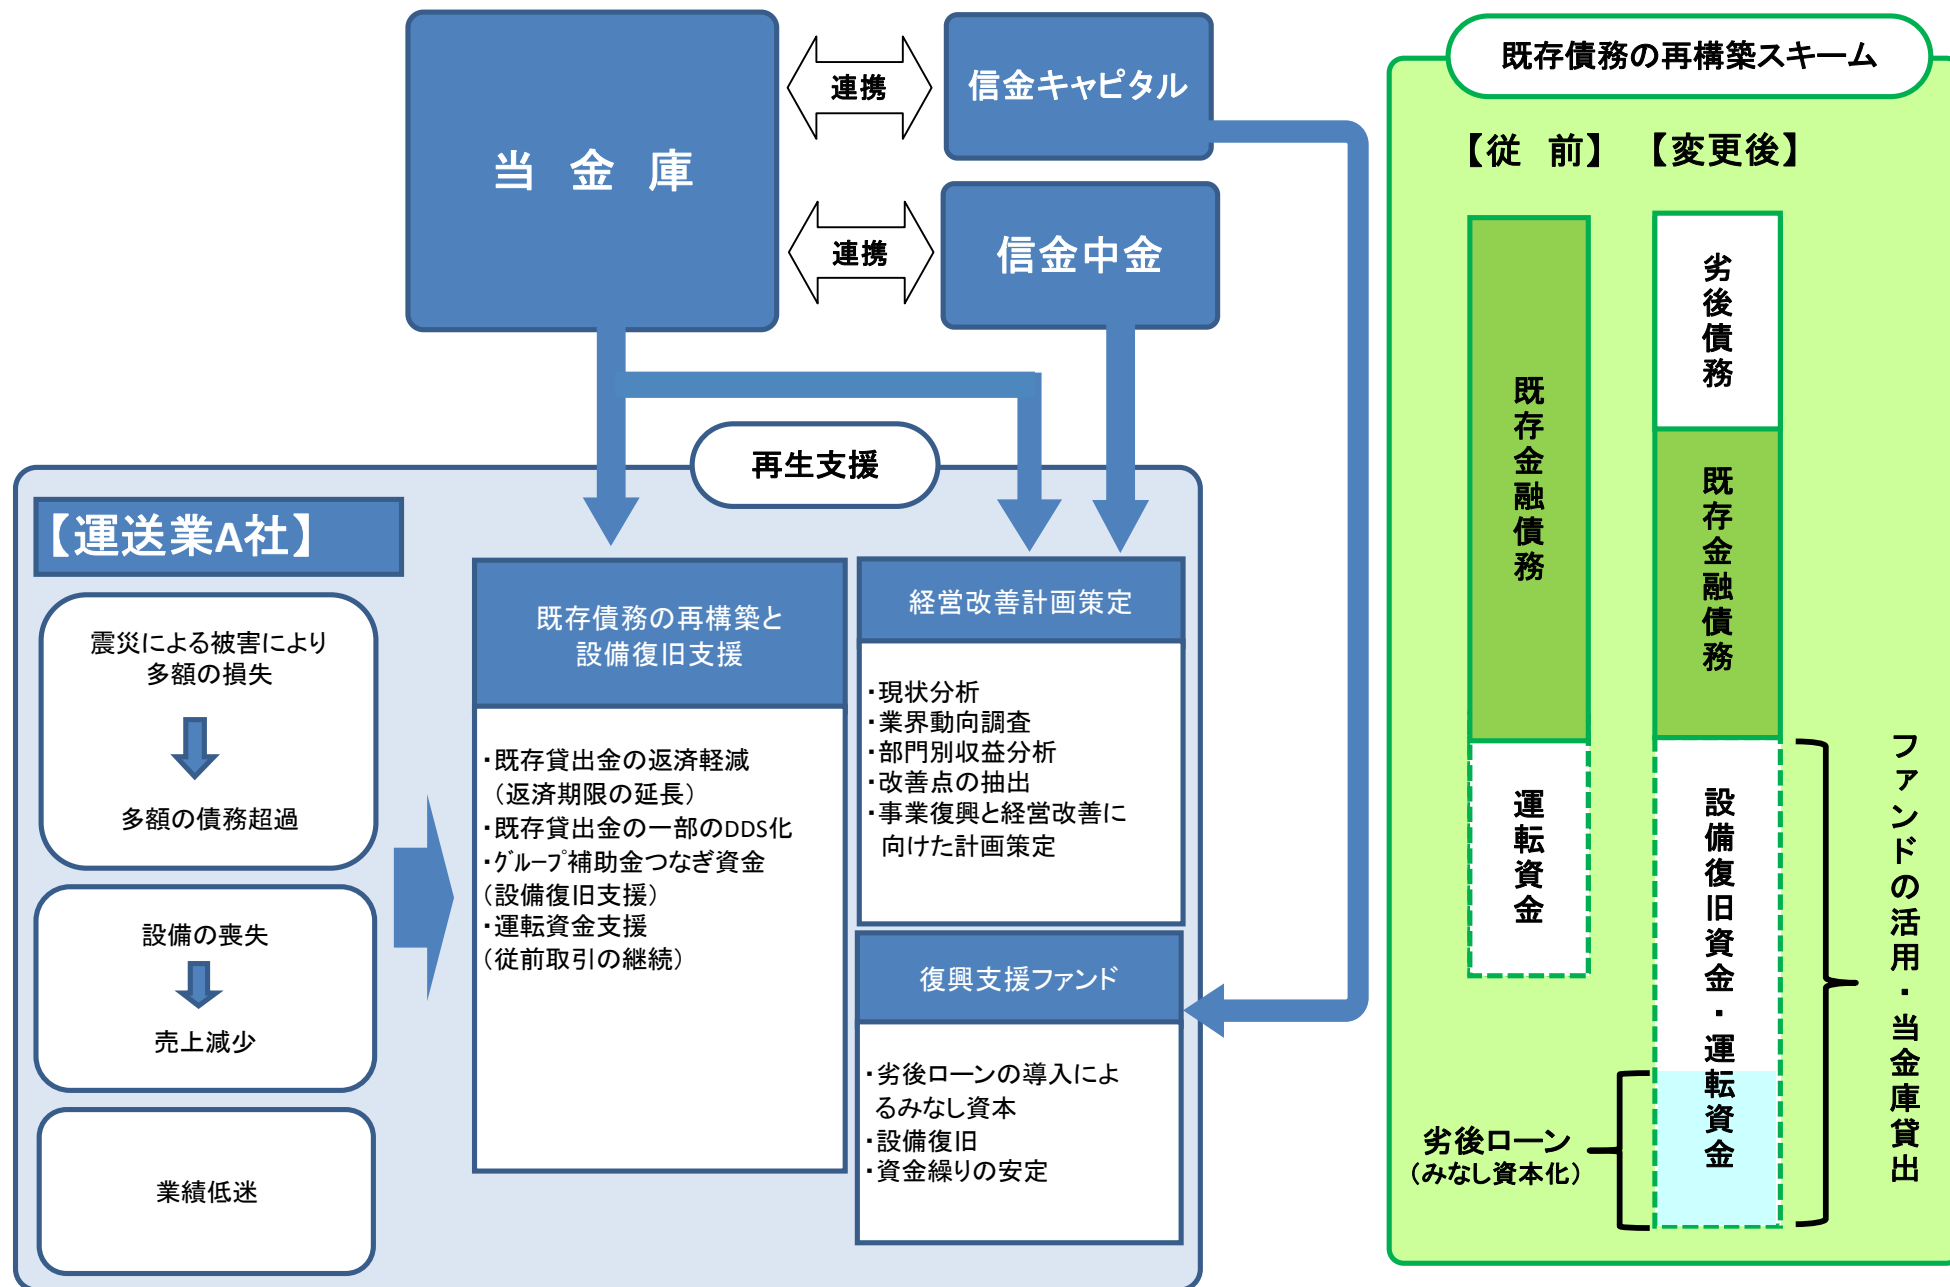 当 金 庫
連携
信金キャピタル
連携
信金中金
再生支援
【運送業A社】
震災による被害により
多額の損失
多額の債務超過
設備の喪失
売上減少
業績低迷
既存債務の再構築と
設備復旧支援
・既存貸出金の返済軽減
（返済期限の延長）
・既存貸出金の一部のDDS化
・ｸﾞﾙｰﾌﾟ補助金つなぎ資金
（設備復旧支援）
・運転資金支援
（従前取引の継続）
経営改善計画策定
・現状分析
・業界動向調査
・部門別収益分析
・改善点の抽出
・事業復興と経営改善に
向けた計画策定
復興支援ファンド
・劣後ローンの導入によ
るみなし資本
・設備復旧
・資金繰りの安定
既存債務の再構築スキーム
【従 前】
【変更後】
既存金融債務
運転資金
劣後債務
既存金融債務
設備復旧資金・運転資金
劣後ローン
（みなし資本化）
ファンドの活用・当金庫貸出